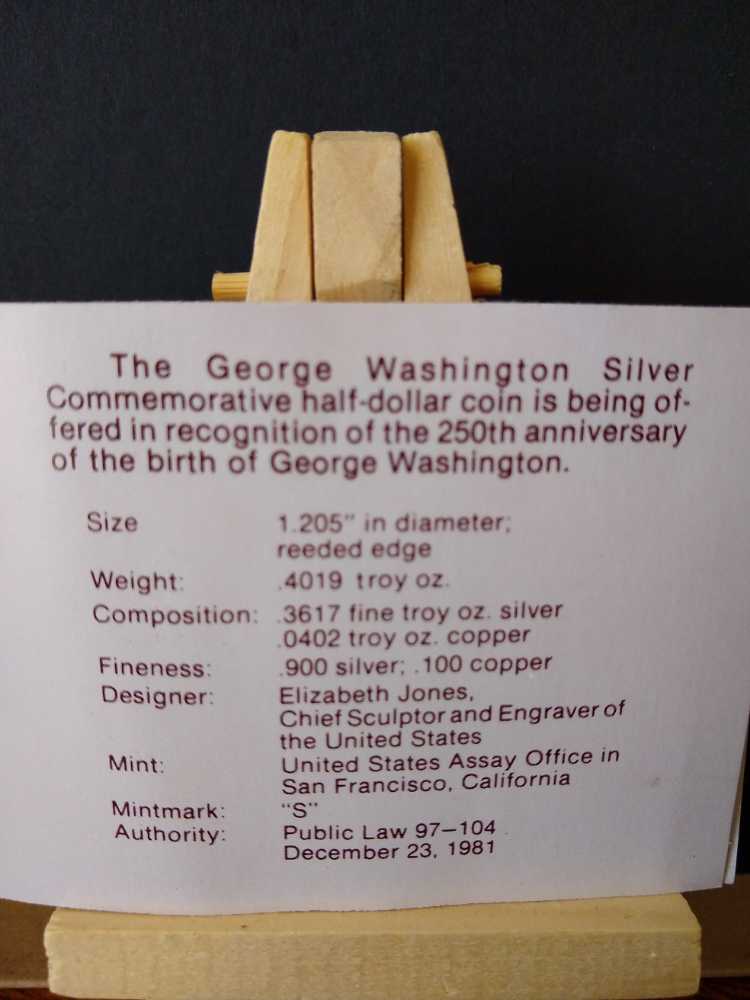 The George Washington Silver
Commemorative half-dollar coin is being of-
fered in recognition of the 250th anniversary
of the birth of George Washington.
Size 1.205" in diameter;
reeded edge
Weight: .4019 troy oz.
Composition: .3617 fine troy oz. silver
.0402 troy oz. copper
Fineness: .900 silver; .100 copper
Designer: Elizabeth Jones,
Chief Sculptor and Engraver of
the United States
Mint: United States Assay Office in
San Francisco, California
Mintmark: "S"
Authority: Public Law 97–104
December 23, 1981